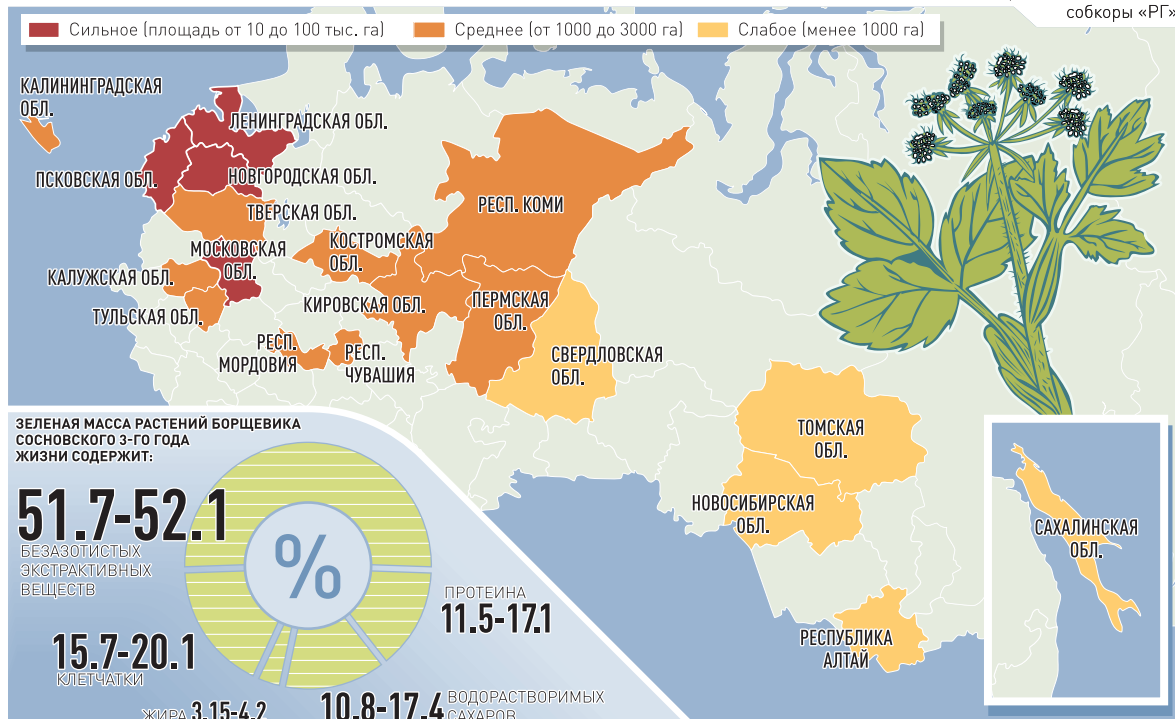 собкоры «РГ»
Сильное (площадь от 10 до 100 тыс. га)
Среднее (от 1000 до 3000 га)
Слабое (менее 1000 га)
КАЛИНИНГРАДСКАЯ
ОБЛ.
ЛЕНИНГРАДСКАЯ ОБЛ.
ПСКОВСКАЯ ОБЛ.
НОВГОРОДСКАЯ ОБЛ.
ТВЕРСКАЯ ОБЛ.
РЕСП. КОМИ
МОСКОВСКАЯ
ОБЛ.
КОСТРОМСКАЯ
ОБЛ.
КАЛУЖСКАЯ ОБЛ.
ТУЛЬСКАЯ ОБЛ.
КИРОВСКАЯ ОБЛ.
ПЕРМСКАЯ
ОБЛ.
РЕСП.
МОРДОВИЯ
РЕСП.
ЧУВАШИЯ
СВЕРДЛОВСКАЯ
ОБЛ.
ТОМСКАЯ
ОБЛ.
НОВОСИБИРСКАЯ
ОБЛ.
РЕСПУБЛИКА
АЛТАЙ
САХАЛИНСКАЯ
ОБЛ.
ЗЕЛЕНАЯ МАССА РАСТЕНИЙ БОРЩЕВИКА
СОСНОВСКОГО 3-ГО ГОДА
ЖИЗНИ СОДЕРЖИТ:
51.7-52.1
БЕЗАЗОТИСТЫХ
ЭКСТРАКТИВНЫХ
ВЕЩЕСТВ
%
ПРОТЕИНА
11.5-17.1
15.7-20.1
КЛЕТЧАТКИ
ЖИРА 3.15-4.2
10.8-17.4 ВОДОРАСТВОРИМЫХ
САХАРОВ